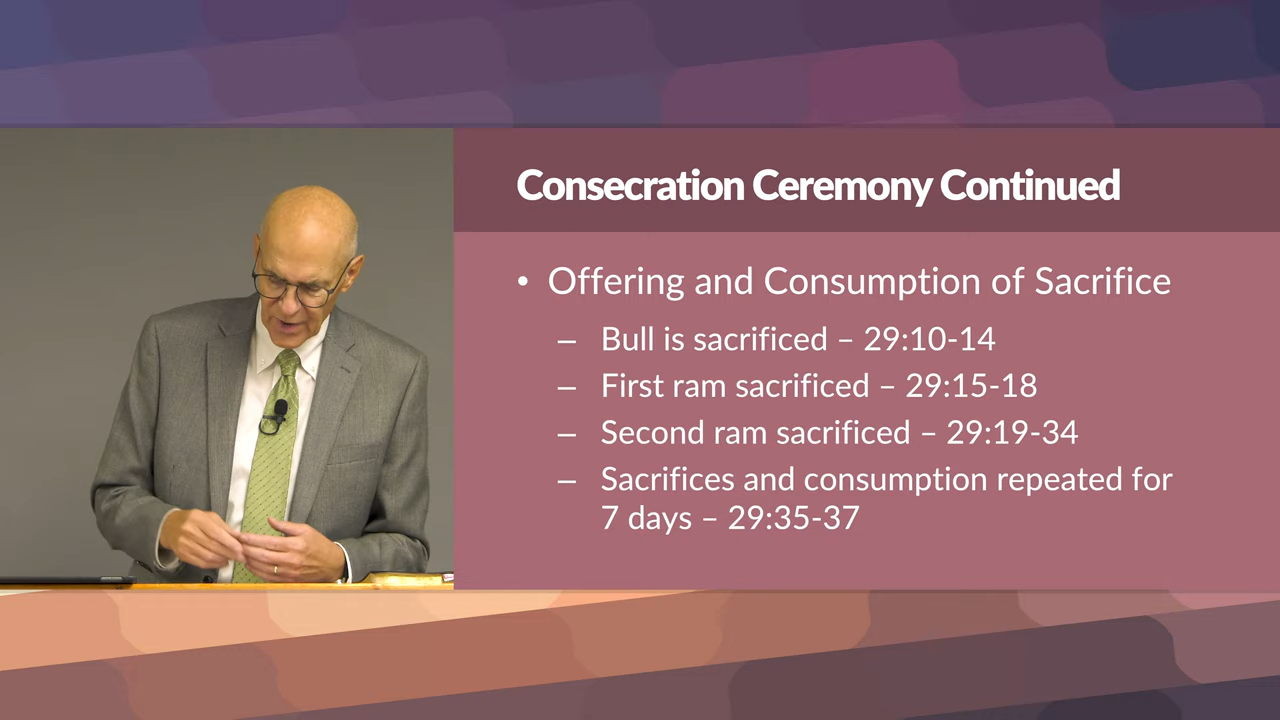 Consecration Ceremony Continued
• Offering and Consumption of Sacrifice
– Bull is sacrificed – 29:10-14
– First ram sacrificed – 29:15-18
– Second ram sacrificed – 29:19-34
– Sacrifices and consumption repeated for
7 days – 29:35-37